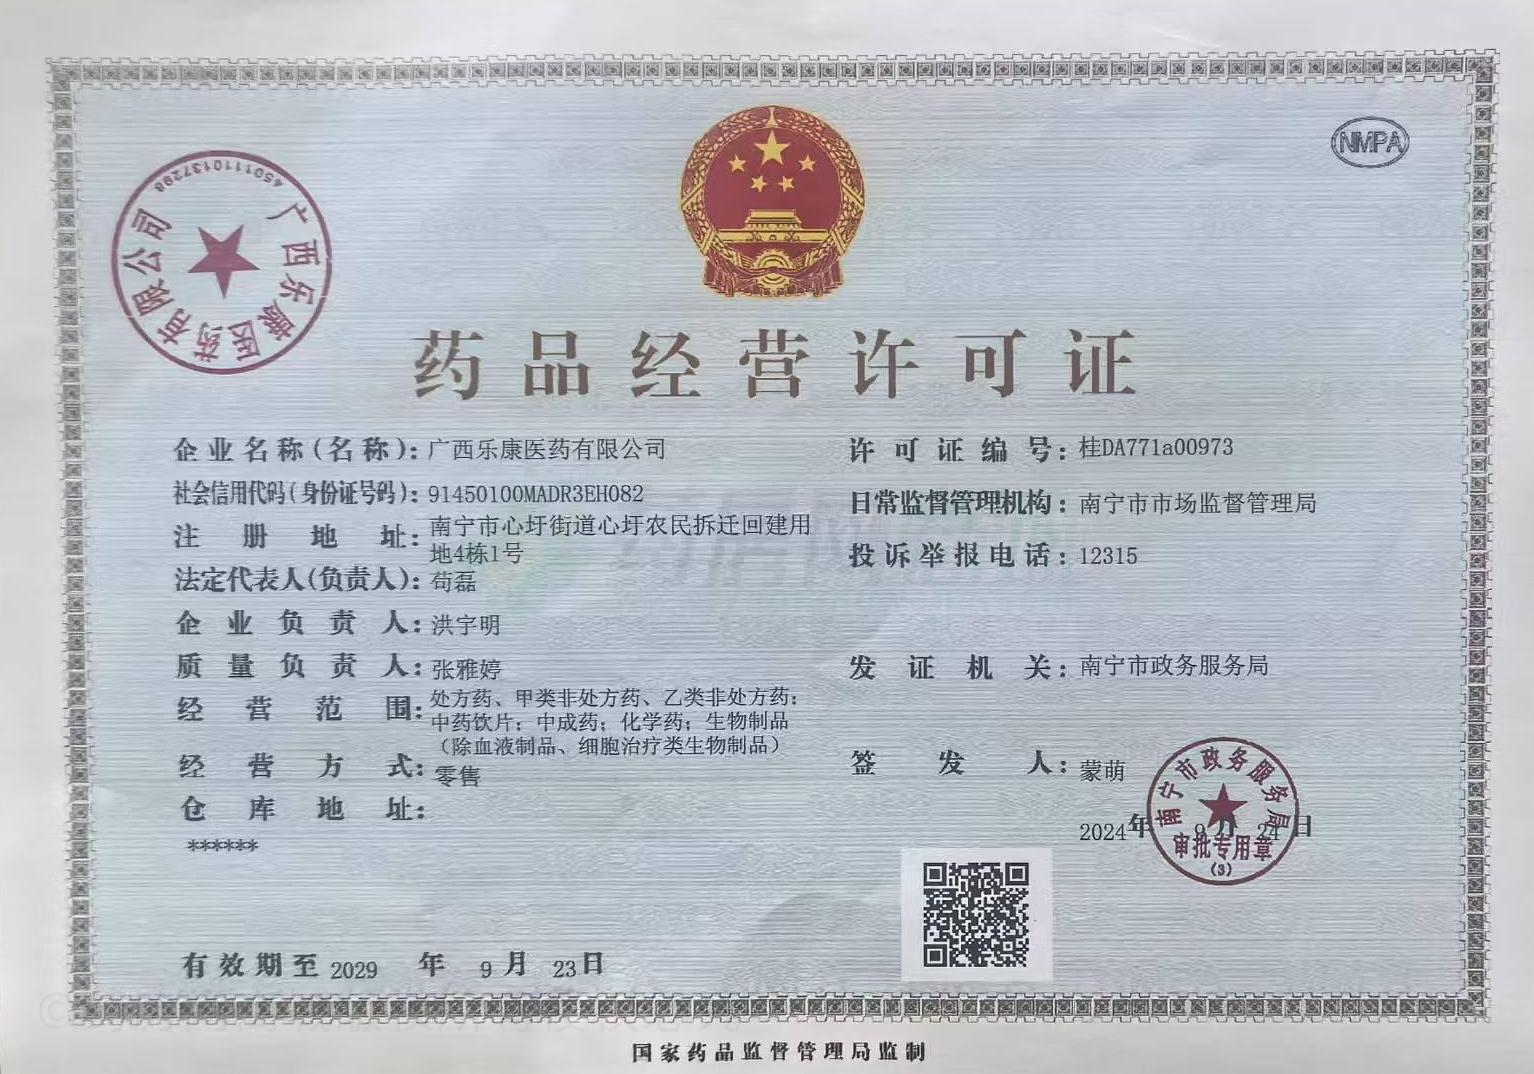 NMPA
广西乐康医药有限公司
4501110137298
药品经营许可证
企业名称(名称)：广西乐康医药有限公司
社会信用代码(身份证号码)：91450100MADR3EH082
注册地址：南宁市心圩街道心圩农民拆迁回建用
地4栋1号
法定代表人(负责人)：苟磊
企业负责人：洪宇明
质量负责人：张雅婷
经营范围：处方药、甲类非处方药、乙类非处方药；
中药饮片；中成药；化学药；生物制品
（除血液制品、细胞治疗类生物制品）
经营方式：零售
仓库地址：
******
许可证编号：桂DA771a00973
日常监督管理机构：南宁市市场监督管理局
投诉举报电话：12315
发证机关：南宁市政务服务局
签发人：蒙萌
2024年9月24日
南宁市政务服务局
审批专用章
(3)
有效期至2029年9月23日
国家药品监督管理局监制